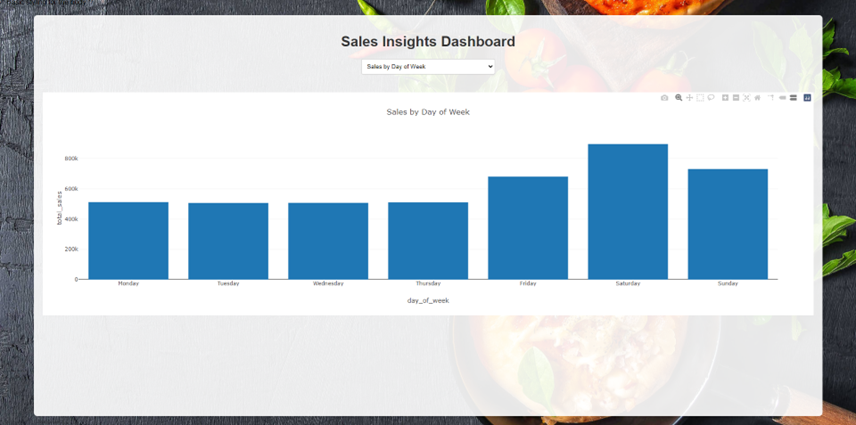 Sales Insights Dashboard
Sales by Day of Week
Sales by Day of Week
total_sales
800k
600k
400k
200k
0
Monday Tuesday Wednesday Thursday Friday Saturday Sunday
day_of_week